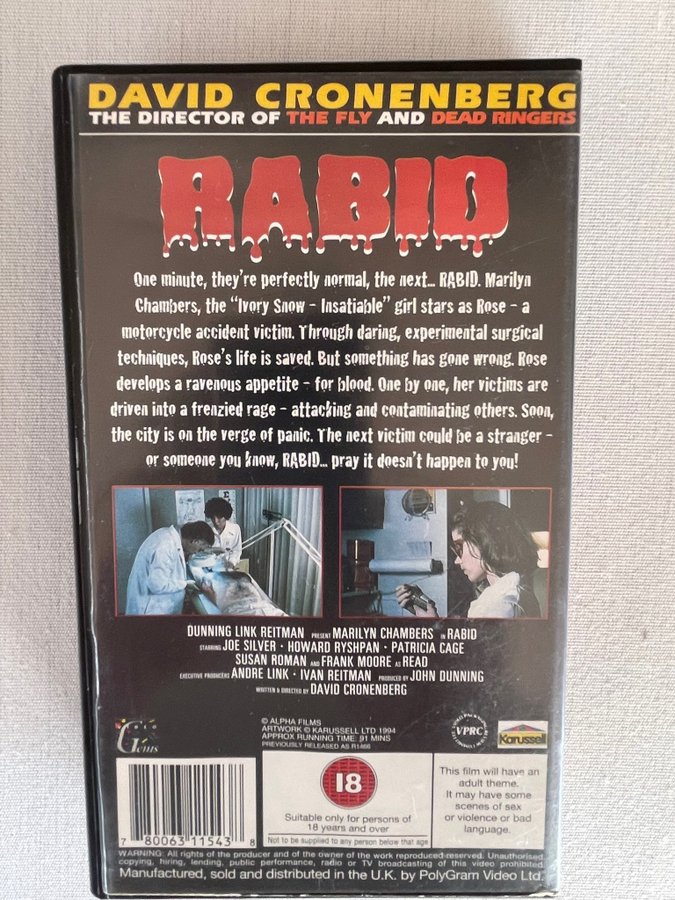 DAVID CRONENBERG
THE DIRECTOR OF THE FLY AND DEAD RINGERS
RABID
One minute, they're perfectly normal, the next... RABID. Marilyn
Chambers, the "Ivory Snow - Insatiable" girl stars as Rose - a
motorcycle accident victim. Through daring, experimental surgical
techniques, Rose's life is saved. But something has gone wrong. Rose
develops a ravenous appetite - for blood. One by one, her victims are
driven into a frenzied rage - attacking and contaminating others. Soon,
the city is on the verge of panic. The next victim could be a stranger -
or someone you know, RABID... pray it doesn't happen to you!
DUNNING LINK REITMAN PRESENT MARILYN CHAMBERS IN RABID
STARRING JOE SILVER · HOWARD RYSHPAN · PATRICIA CAGE
SUSAN ROMAN AND FRANK MOORE AS READ
EXECUTIVE PRODUCERS ANDRE LINK · IVAN REITMAN PRODUCED BY JOHN DUNNING
WRITTEN & DIRECTED BY DAVID CRONENBERG
Gems
© ALPHA FILMS
ARTWORK © KARUSSELL LTD 1994
APPROX RUNNING TIME: 91 MINS
PREVIOUSLY RELEASED AS R1466
VPRC
Karussell
7 80063 11543 8
18
Suitable only for persons of
18 years and over
Not to be supplied to any person below that age
This film will have an
adult theme.
It may have some
scenes of sex
or violence or bad
language.
WARNING: All rights of the producer and of the owner of the work reproduced reserved. Unauthorised
copying, hiring, lending, public performance, radio or TV broadcasting of this video prohibited.
Manufactured, sold and distributed in the U.K. by PolyGram Video Ltd.